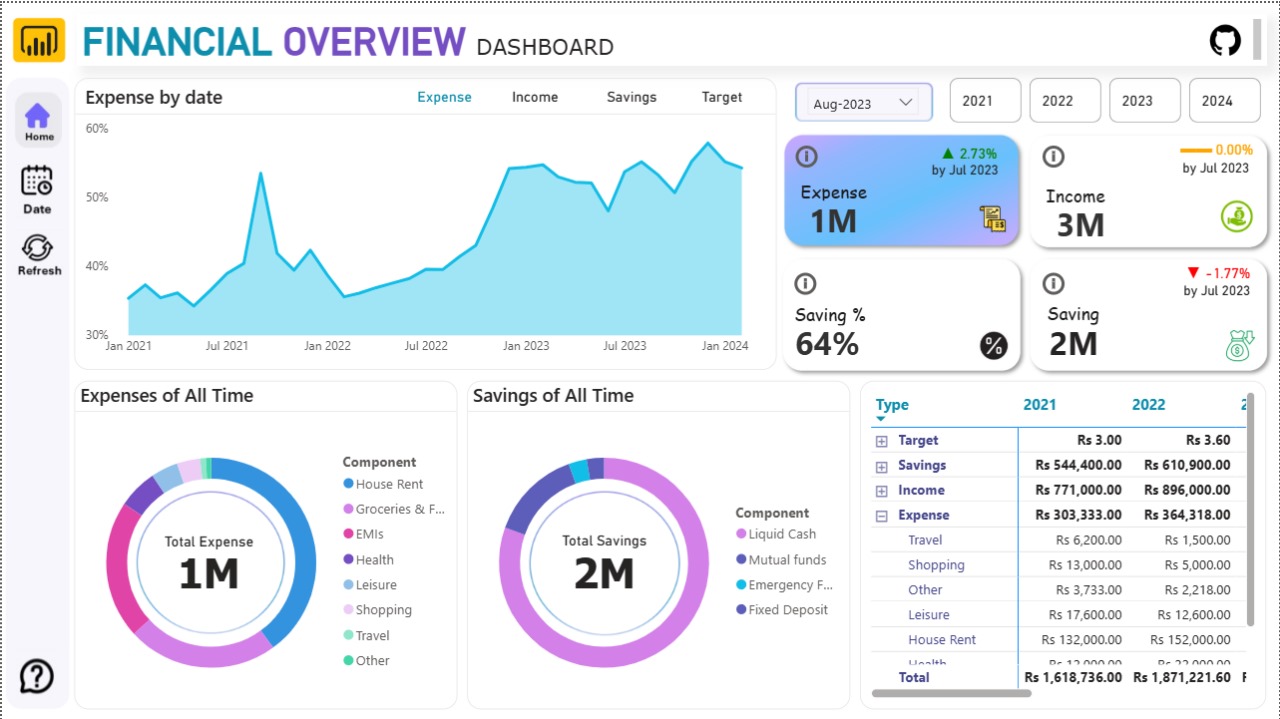 FINANCIAL OVERVIEW DASHBOARD
Home
Date
Refresh
Expense by date
Expense Income Savings Target
60%
50%
40%
30%
Jan 2021 Jul 2021 Jan 2022 Jul 2022 Jan 2023 Jul 2023 Jan 2024
Aug-2023
2021 2022 2023 2024
2.73%
by Jul 2023
Expense
1M
0.00%
by Jul 2023
Income
3M
Saving %
64%
-1.77%
by Jul 2023
Saving
2M
Expenses of All Time
Total Expense
1M
Component
House Rent
Groceries & F...
EMIs
Health
Leisure
Shopping
Travel
Other
Savings of All Time
Total Savings
2M
Component
Liquid Cash
Mutual funds
Emergency F...
Fixed Deposit
Type 2021 2022
Target Rs 3.00 Rs 3.60
Savings Rs 544,400.00 Rs 610,900.00
Income Rs 771,000.00 Rs 896,000.00
Expense Rs 303,333.00 Rs 364,318.00
Travel Rs 6,200.00 Rs 1,500.00
Shopping Rs 13,000.00 Rs 5,000.00
Other Rs 3,733.00 Rs 2,218.00
Leisure Rs 17,600.00 Rs 12,600.00
House Rent Rs 132,000.00 Rs 152,000.00
Total Rs 1,618,736.00 Rs 1,871,221.60